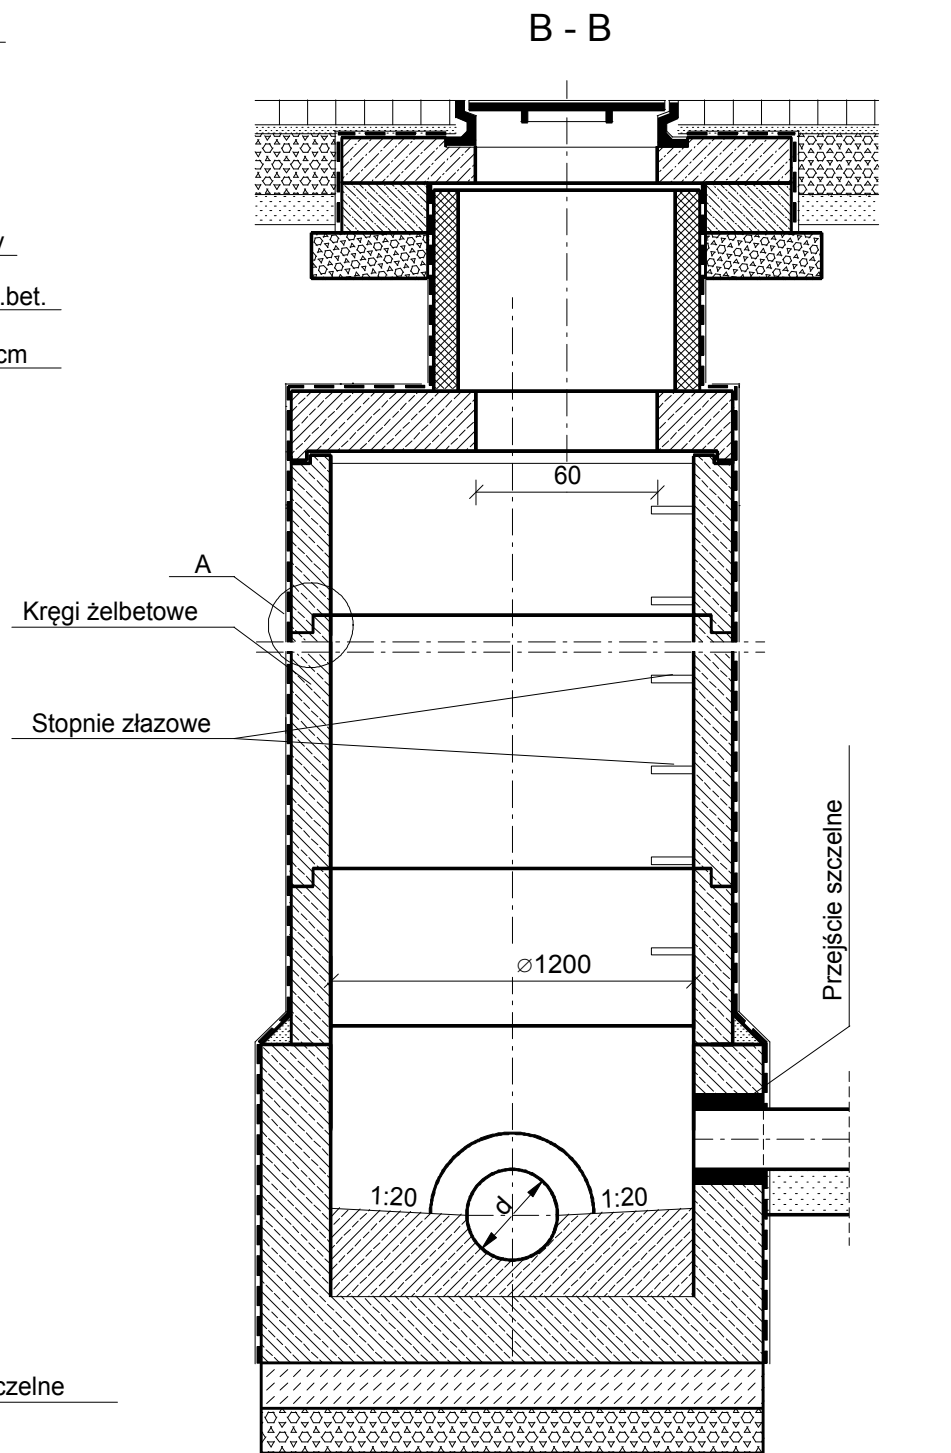 B - B
.bet.
cm
60
A
Kręgi żelbetowe
Stopnie złazowe
Przejście szczelne
⌀1200
1:20
d
1:20
czelne